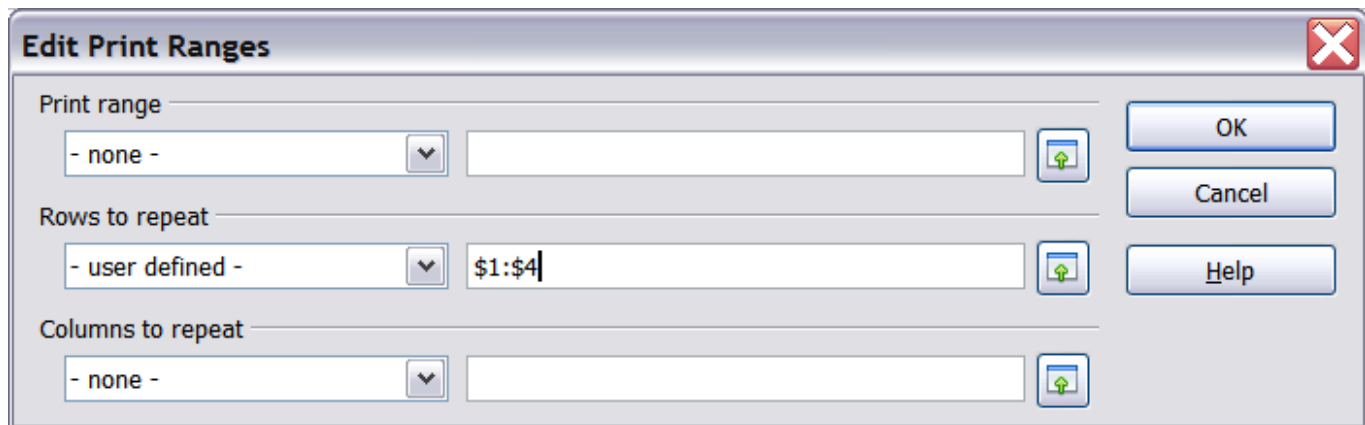 Edit Print Ranges
Print range
OK
- none -
Cancel
Rows to repeat
- user defined -
$1:$4
Help
Columns to repeat
- none -